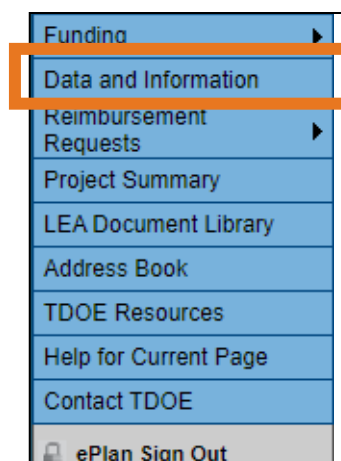 Funding
Data and Information
Reimbursement
Requests
Project Summary
LEA Document Library
Address Book
TDOE Resources
Help for Current Page
Contact TDOE
ePlan Sign Out